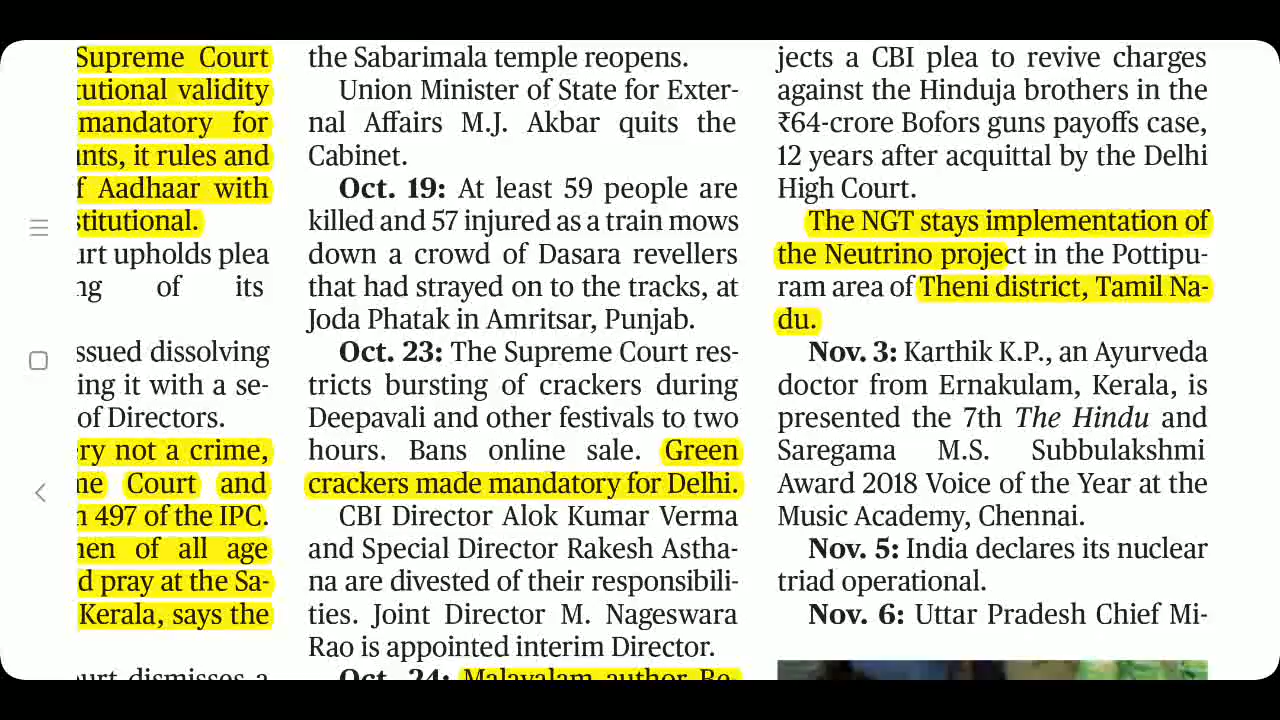 Supreme Court
tutional validity
mandatory for
unts, it rules and
f Aadhaar with
stitutional.
urt upholds plea
ng of its
ssued dissolving
ing it with a se-
of Directors.
ery not a crime,
me Court and
n 497 of the IPC.
men of all age
d pray at the Sa-
Kerala, says the
urt dismisses a
the Sabarimala temple reopens.
Union Minister of State for Exter-
nal Affairs M.J. Akbar quits the
Cabinet.
Oct. 19: At least 59 people are
killed and 57 injured as a train mows
down a crowd of Dasara revellers
that had strayed on to the tracks, at
Joda Phatak in Amritsar, Punjab.
Oct. 23: The Supreme Court res-
tricts bursting of crackers during
Deepavali and other festivals to two
hours. Bans online sale. Green
crackers made mandatory for Delhi.
CBI Director Alok Kumar Verma
and Special Director Rakesh Astha-
na are divested of their responsibili-
ties. Joint Director M. Nageswara
Rao is appointed interim Director.
Oct. 24: Malayalam author Be-
jects a CBI plea to revive charges
against the Hinduja brothers in the
₹64-crore Bofors guns payoffs case,
12 years after acquittal by the Delhi
High Court.
The NGT stays implementation of
the Neutrino project in the Pottipu-
ram area of Theni district, Tamil Na-
du.
Nov. 3: Karthik K.P., an Ayurveda
doctor from Ernakulam, Kerala, is
presented the 7th The Hindu and
Saregama M.S. Subbulakshmi
Award 2018 Voice of the Year at the
Music Academy, Chennai.
Nov. 5: India declares its nuclear
triad operational.
Nov. 6: Uttar Pradesh Chief Mi-